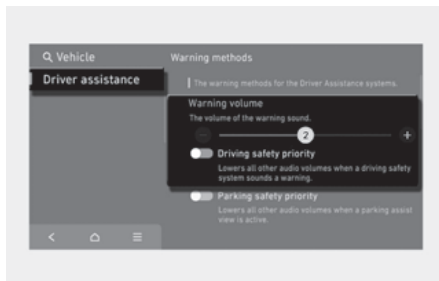 Vehicle
Warning methods
Driver assistance
The warning methods for the Driver Assistance systems.
Warning volume
The volume of the warning sound.
2
Driving safety priority
Lowers all other audio volumes when a driving safety
system sounds a warning.
Parking safety priority
Lowers all other audio volumes when a parking assist
view is active.